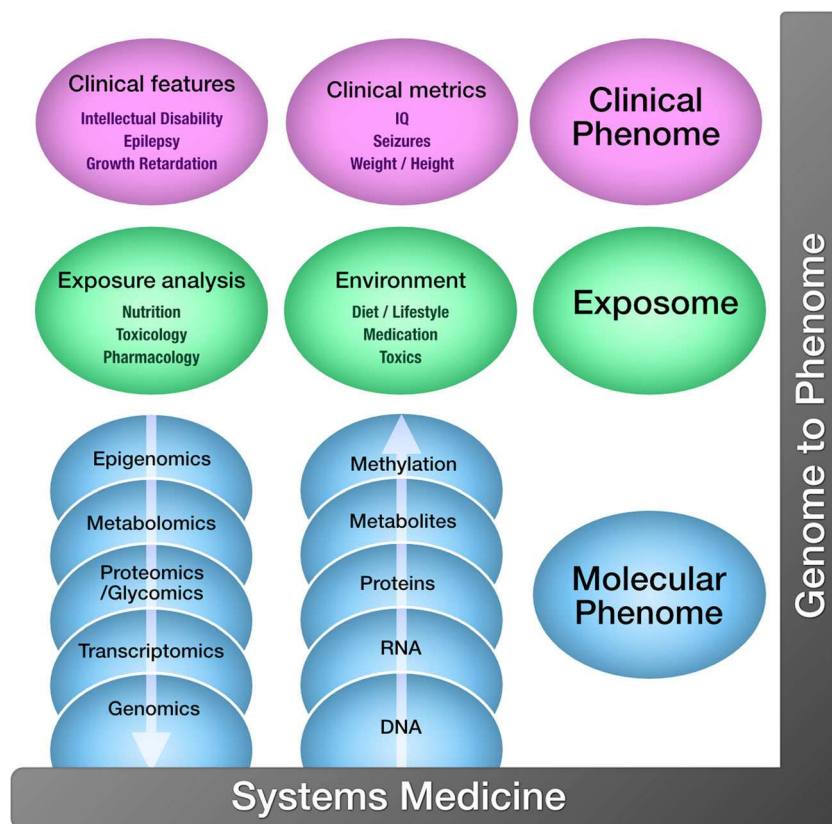 Clinical features
Intellectual Disability
Epilepsy
Growth Retardation
Clinical metrics
IQ
Seizures
Weight / Height
Clinical
Phenome
Exposure analysis
Nutrition
Toxicology
Pharmacology
Environment
Diet / Lifestyle
Medication
Toxics
Exposome
Epigenomics
Metabolomics
Proteomics
/Glycomics
Transcriptomics
Genomics
Methylation
Metabolites
Proteins
RNA
DNA
Molecular
Phenome
Genome to Phenome
Systems Medicine